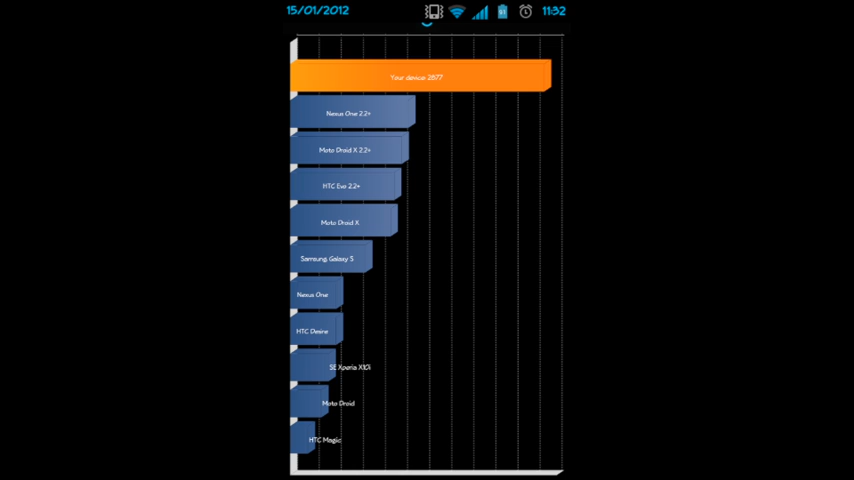 15/01/2012 11:32
Your device: 2877
Nexus One 2.2+
Moto Droid X 2.2+
HTC Evo 2.2+
Moto Droid X
Samsung Galaxy S
Nexus One
HTC Desire
SE Xperia X10i
Moto Droid
HTC Magic